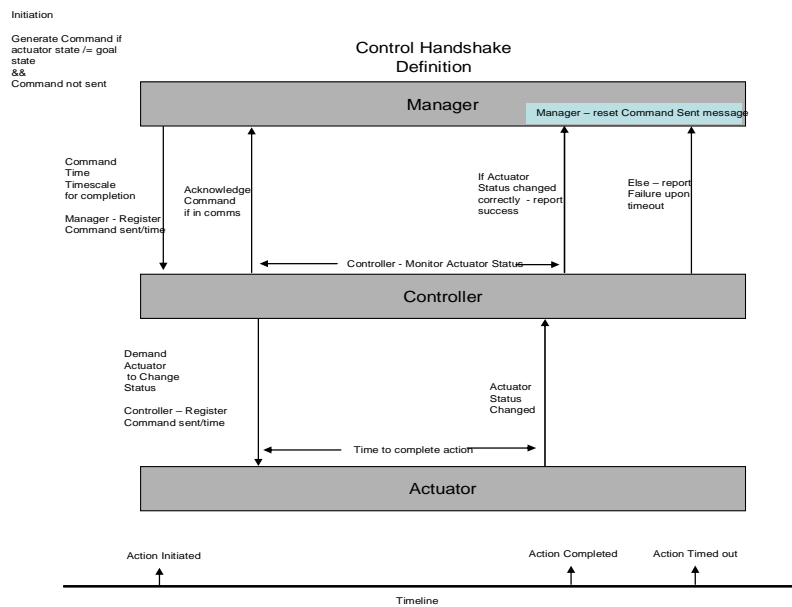 Initiation
Generate Command if
actuator state /= goal
state
&&
Command not sent
Control Handshake
Definition
Manager
Manager – reset Command Sent message
Command
Time
Timescale
for completion
Manager - Register
Command sent/time
Acknowledge
Command
if in comms
If Actuator
Status changed
correctly - report
success
Else – report
Failure upon
timeout
Controller - Monitor Actuator Status
Controller
Demand
Actuator
to Change
Status
Controller – Register
Command sent/time
Actuator
Status
Changed
Time to complete action
Actuator
Action Initiated
Action Completed
Action Timed out
Timeline